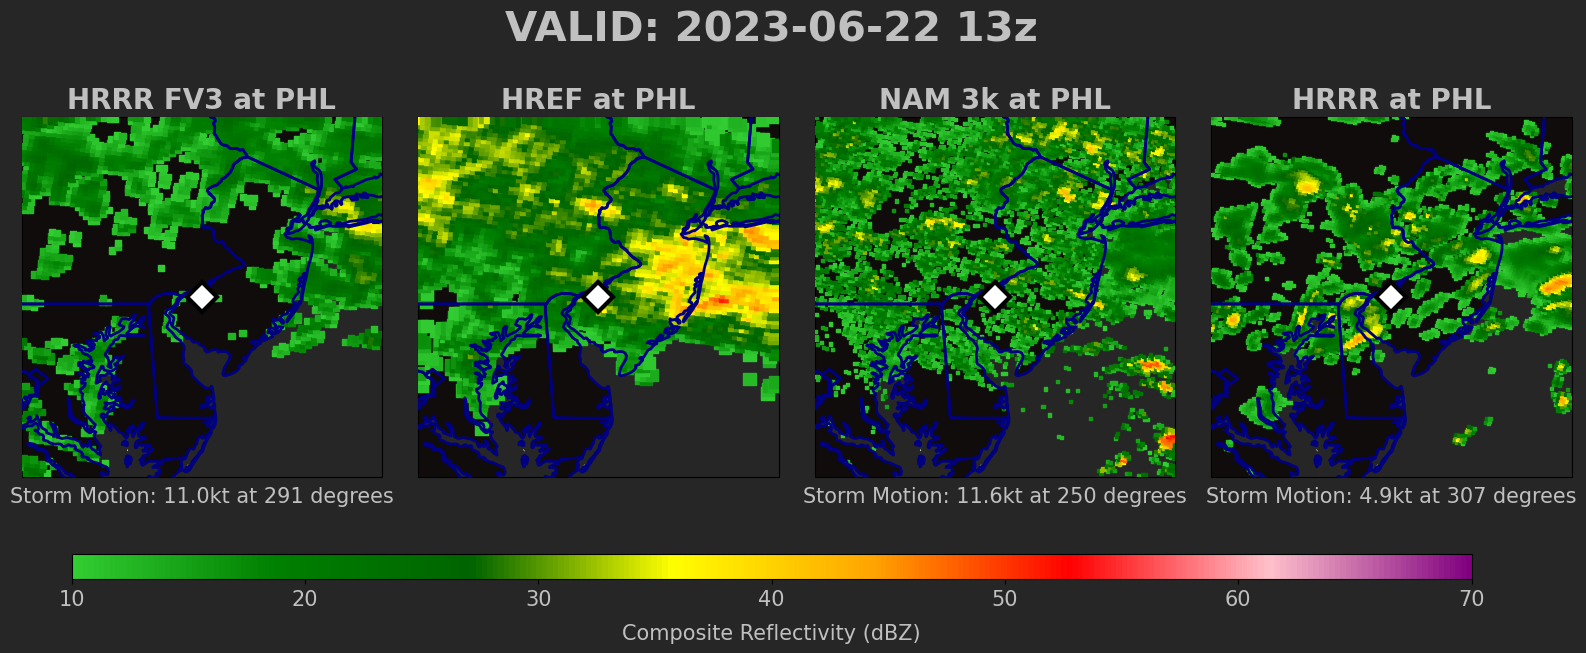 VALID: 2023-06-22 13z
HRRR FV3 at PHL
HREF at PHL
NAM 3k at PHL
HRRR at PHL
Storm Motion: 11.0kt at 291 degrees
Storm Motion: 11.6kt at 250 degrees
Storm Motion: 4.9kt at 307 degrees
10 20 30 40 50 60 70
Composite Reflectivity (dBZ)